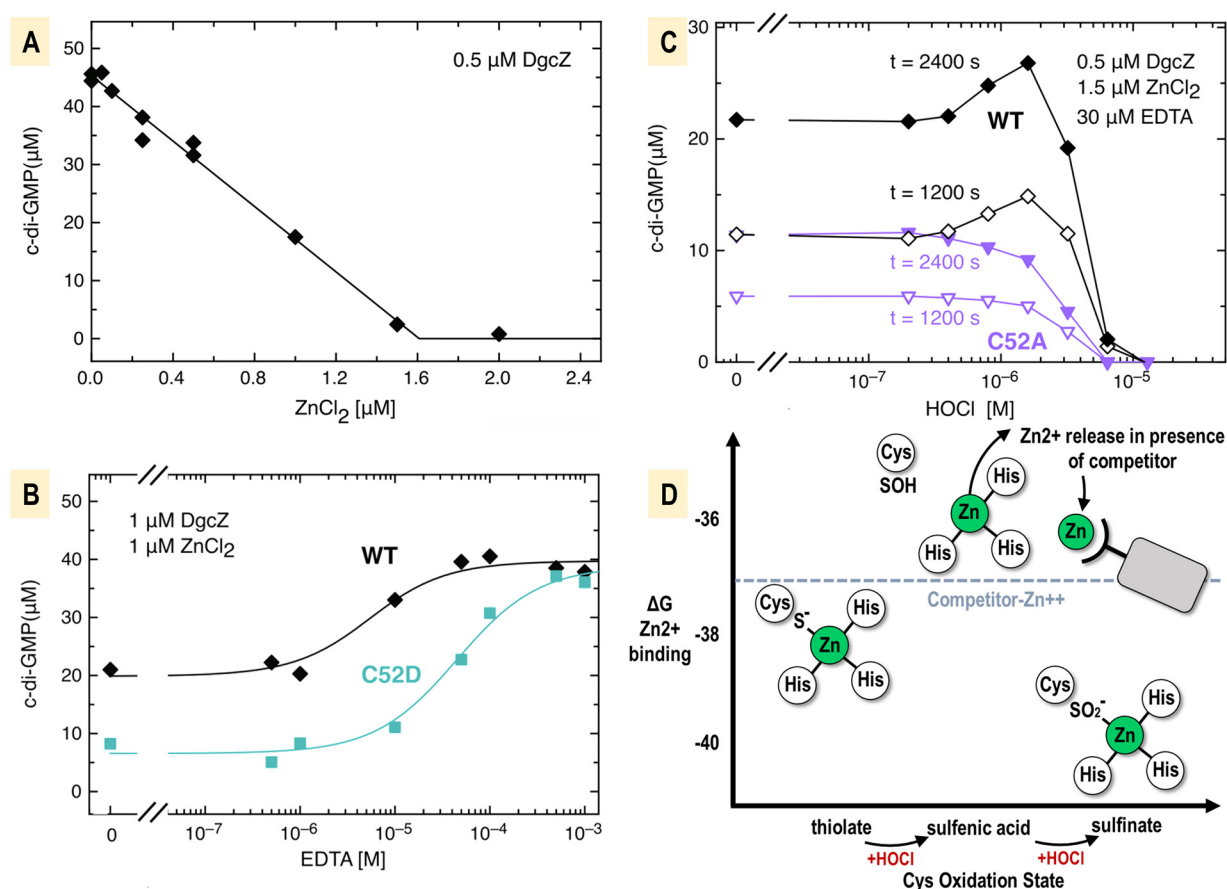 A
0.5 µM DgcZ
c-di-GMP(µM)
50
40
30
20
10
0
0.0 0.4 0.8 1.2 1.6 2.0 2.4
ZnCl2 [µM]
B
1 µM DgcZ
1 µM ZnCl2
WT
C52D
c-di-GMP(µM)
50
40
30
20
10
0
0 10−7 10−6 10−5 10−4 10−3
EDTA [M]
C
t = 2400 s
0.5 µM DgcZ
1.5 µM ZnCl2
30 µM EDTA
WT
t = 1200 s
t = 2400 s
t = 1200 s
C52A
c-di-GMP(µM)
30
20
10
0
0 10−7 10−6 10−5
HOCl [M]
D
Zn2+ release in presence
of competitor
Cys
SOH
His
Zn
His
His
Zn
-36
Competitor-Zn++
ΔG
Zn2+
binding
-38
-40
Cys
S-
His
Zn
His
His
Cys
SO2-
His
Zn
His
His
thiolate sulfenic acid sulfinate
+HOCl +HOCl
Cys Oxidation State